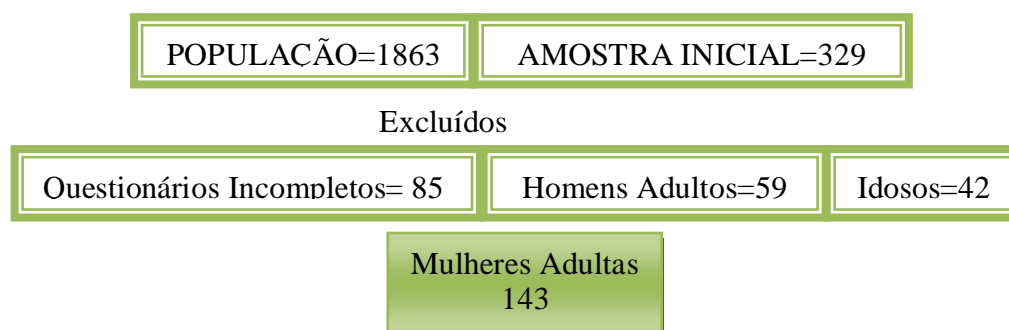 POPULAÇÃO=1863 AMOSTRA INICIAL=329
Excluídos
Questionários Incompletos= 85 Homens Adultos=59 Idosos=42
Mulheres Adultas
143